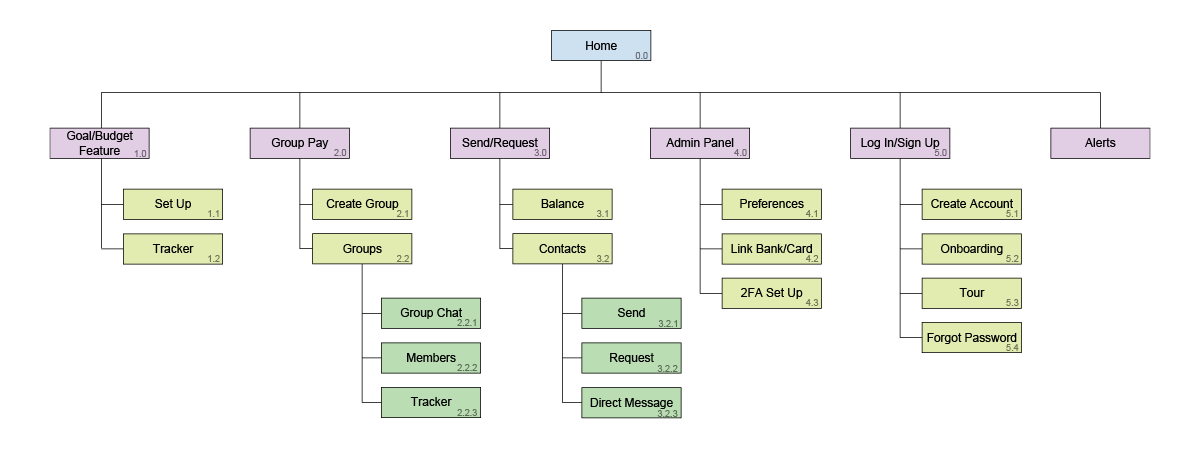 Home
0.0
Goal/Budget
Feature
1.0
Group Pay
2.0
Send/Request
3.0
Admin Panel
4.0
Log In/Sign Up
5.0
Alerts
Set Up
1.1
Create Group
2.1
Balance
3.1
Preferences
4.1
Create Account
5.1
Tracker
1.2
Groups
2.2
Contacts
3.2
Link Bank/Card
4.2
Onboarding
5.2
2FA Set Up
4.3
Tour
5.3
Group Chat
2.2.1
Send
3.2.1
Forgot Password
5.4
Members
2.2.2
Request
3.2.2
Tracker
2.2.3
Direct Message
3.2.3